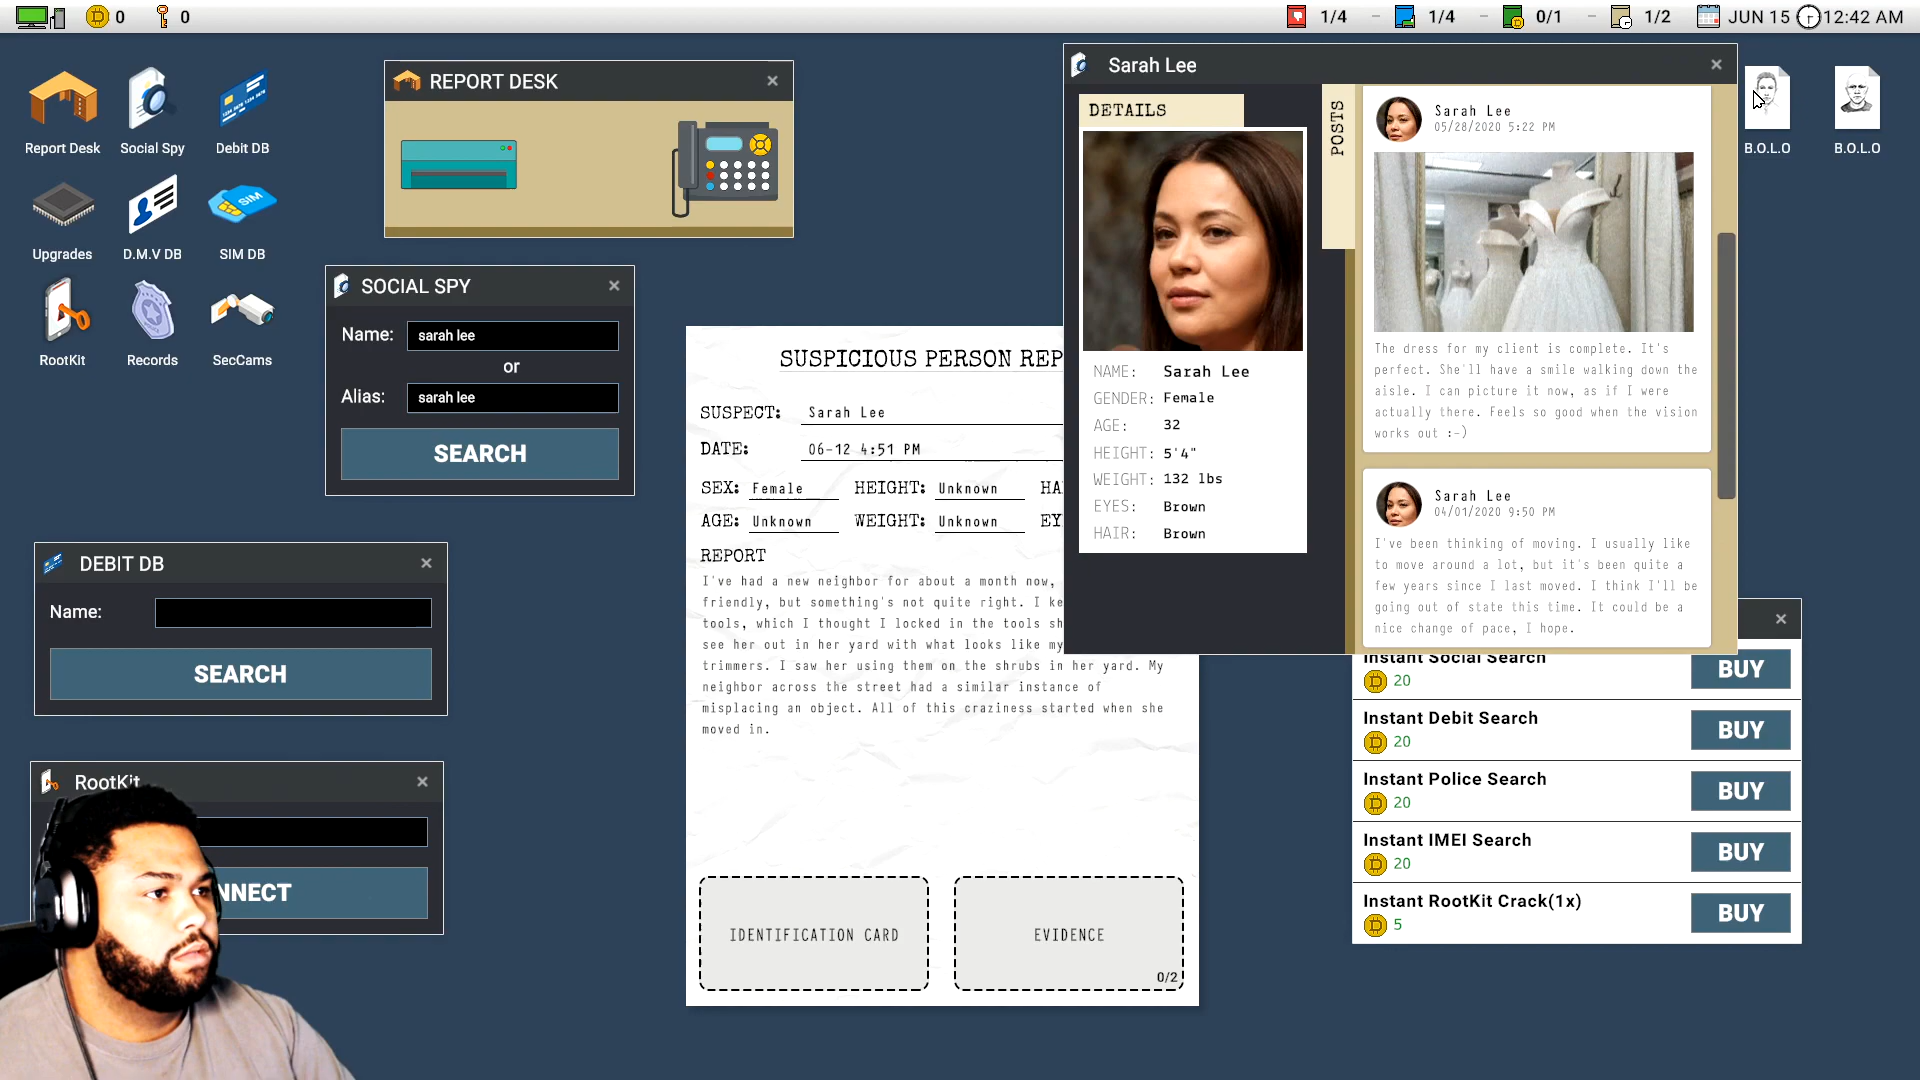 0
0
1/4
1/4
0/1
1/2
JUN 15
12:42 AM
Report Desk
Social Spy
Debit DB
Upgrades
D.M.V DB
SIM
SIM DB
RootKit
Records
SecCams
B.O.L.O
B.O.L.O
REPORT DESK
SOCIAL SPY
Name:
sarah lee
or
Alias:
sarah lee
SEARCH
DEBIT DB
Name:
SEARCH
RootKit
NNECT
SUSPICIOUS PERSON REP
SUSPECT: Sarah Lee
DATE: 06-12 4:51 PM
SEX: Female HEIGHT: Unknown HA
AGE: Unknown WEIGHT: Unknown EY
REPORT
I've had a new neighbor for about a month now,
friendly, but something's not quite right. I ke
tools, which I thought I locked in the tools sh
see her out in her yard with what looks like my
trimmers. I saw her using them on the shrubs in her yard. My
neighbor across the street had a similar instance of
misplacing an object. All of this craziness started when she
moved in.
IDENTIFICATION CARD
EVIDENCE
0/2
Sarah Lee
DETAILS
NAME: Sarah Lee
GENDER: Female
AGE: 32
HEIGHT: 5'4"
WEIGHT: 132 lbs
EYES: Brown
HAIR: Brown
POSTS
Sarah Lee
05/28/2020 5:22 PM
The dress for my client is complete. It's
perfect. She'll have a smile walking down the
aisle. I can picture it now, as if I were
actually there. Feels so good when the vision
works out :-)
Sarah Lee
04/01/2020 9:50 PM
I've been thinking of moving. I usually like
to move around a lot, but it's been quite a
few years since I last moved. I think I'll be
going out of state this time. It could be a
nice change of pace, I hope.
Instant Social Search
20
BUY
Instant Debit Search
20
BUY
Instant Police Search
20
BUY
Instant IMEI Search
20
BUY
Instant RootKit Crack(1x)
5
BUY